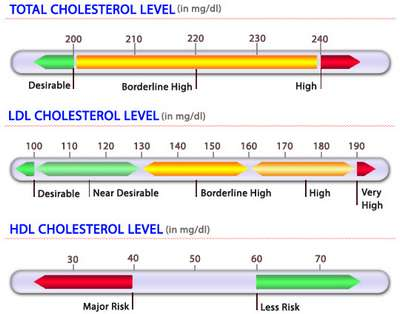 TOTAL CHOLESTEROL LEVEL (in mg/dl)
200 210 220 230 240
Desirable Borderline High High
LDL CHOLESTEROL LEVEL (in mg/dl)
100 110 120 130 140 150 160 170 180 190
Desirable Near Desirable Borderline High High Very High
HDL CHOLESTEROL LEVEL (in mg/dl)
30 40 50 60 70
Major Risk Less Risk